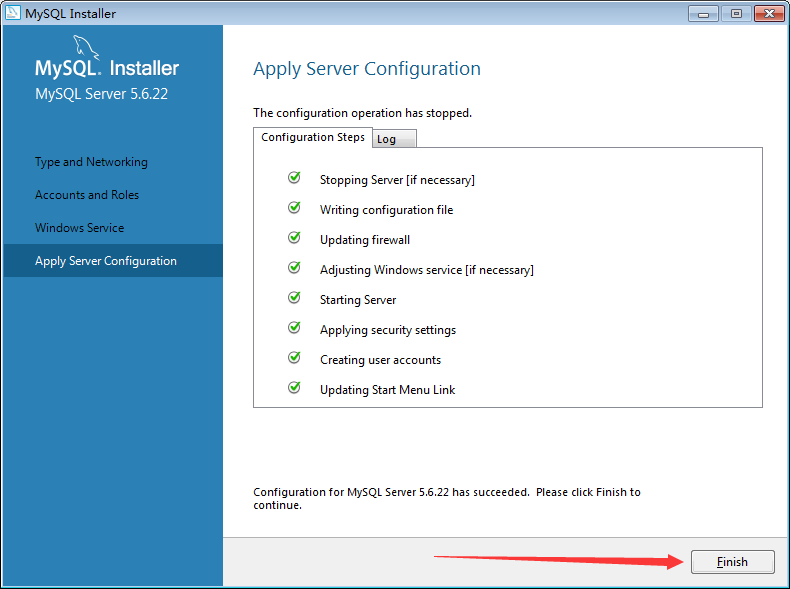 MySQL Installer
MySQL. Installer
MySQL Server 5.6.22
Type and Networking
Accounts and Roles
Windows Service
Apply Server Configuration
Apply Server Configuration
The configuration operation has stopped.
Configuration Steps Log
Stopping Server [if necessary]
Writing configuration file
Updating firewall
Adjusting Windows service [if necessary]
Starting Server
Applying security settings
Creating user accounts
Updating Start Menu Link
Configuration for MySQL Server 5.6.22 has succeeded. Please click Finish to
continue.
Finish